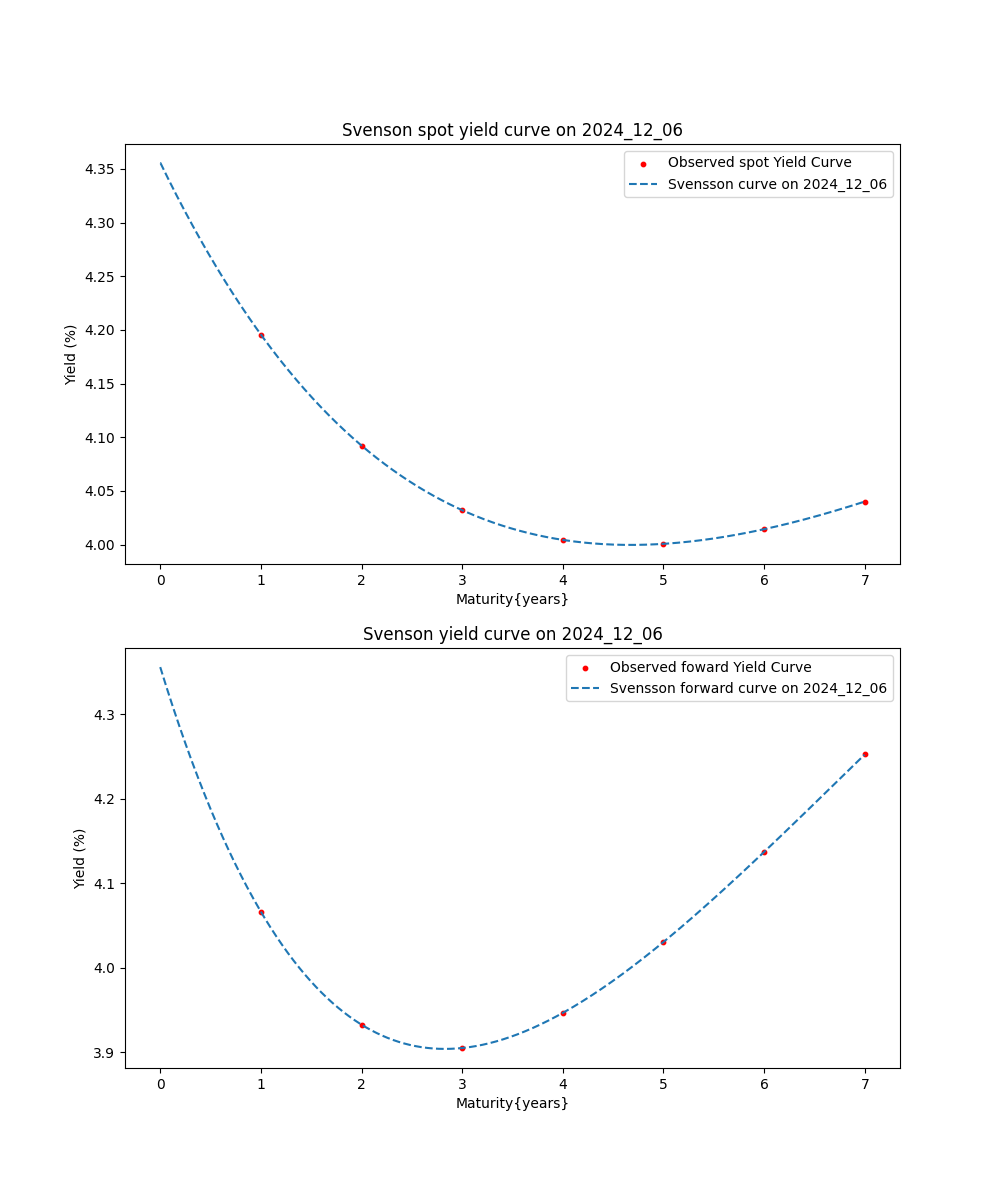 Svenson spot yield curve on 2024_12_06
Observed spot Yield Curve
Svensson curve on 2024_12_06
Yield (%)
4.35
4.30
4.25
4.20
4.15
4.10
4.05
4.00
0 1 2 3 4 5 6 7
Maturity{years}
Svenson yield curve on 2024_12_06
Observed foward Yield Curve
Svensson forward curve on 2024_12_06
Yield (%)
4.3
4.2
4.1
4.0
3.9
0 1 2 3 4 5 6 7
Maturity{years}